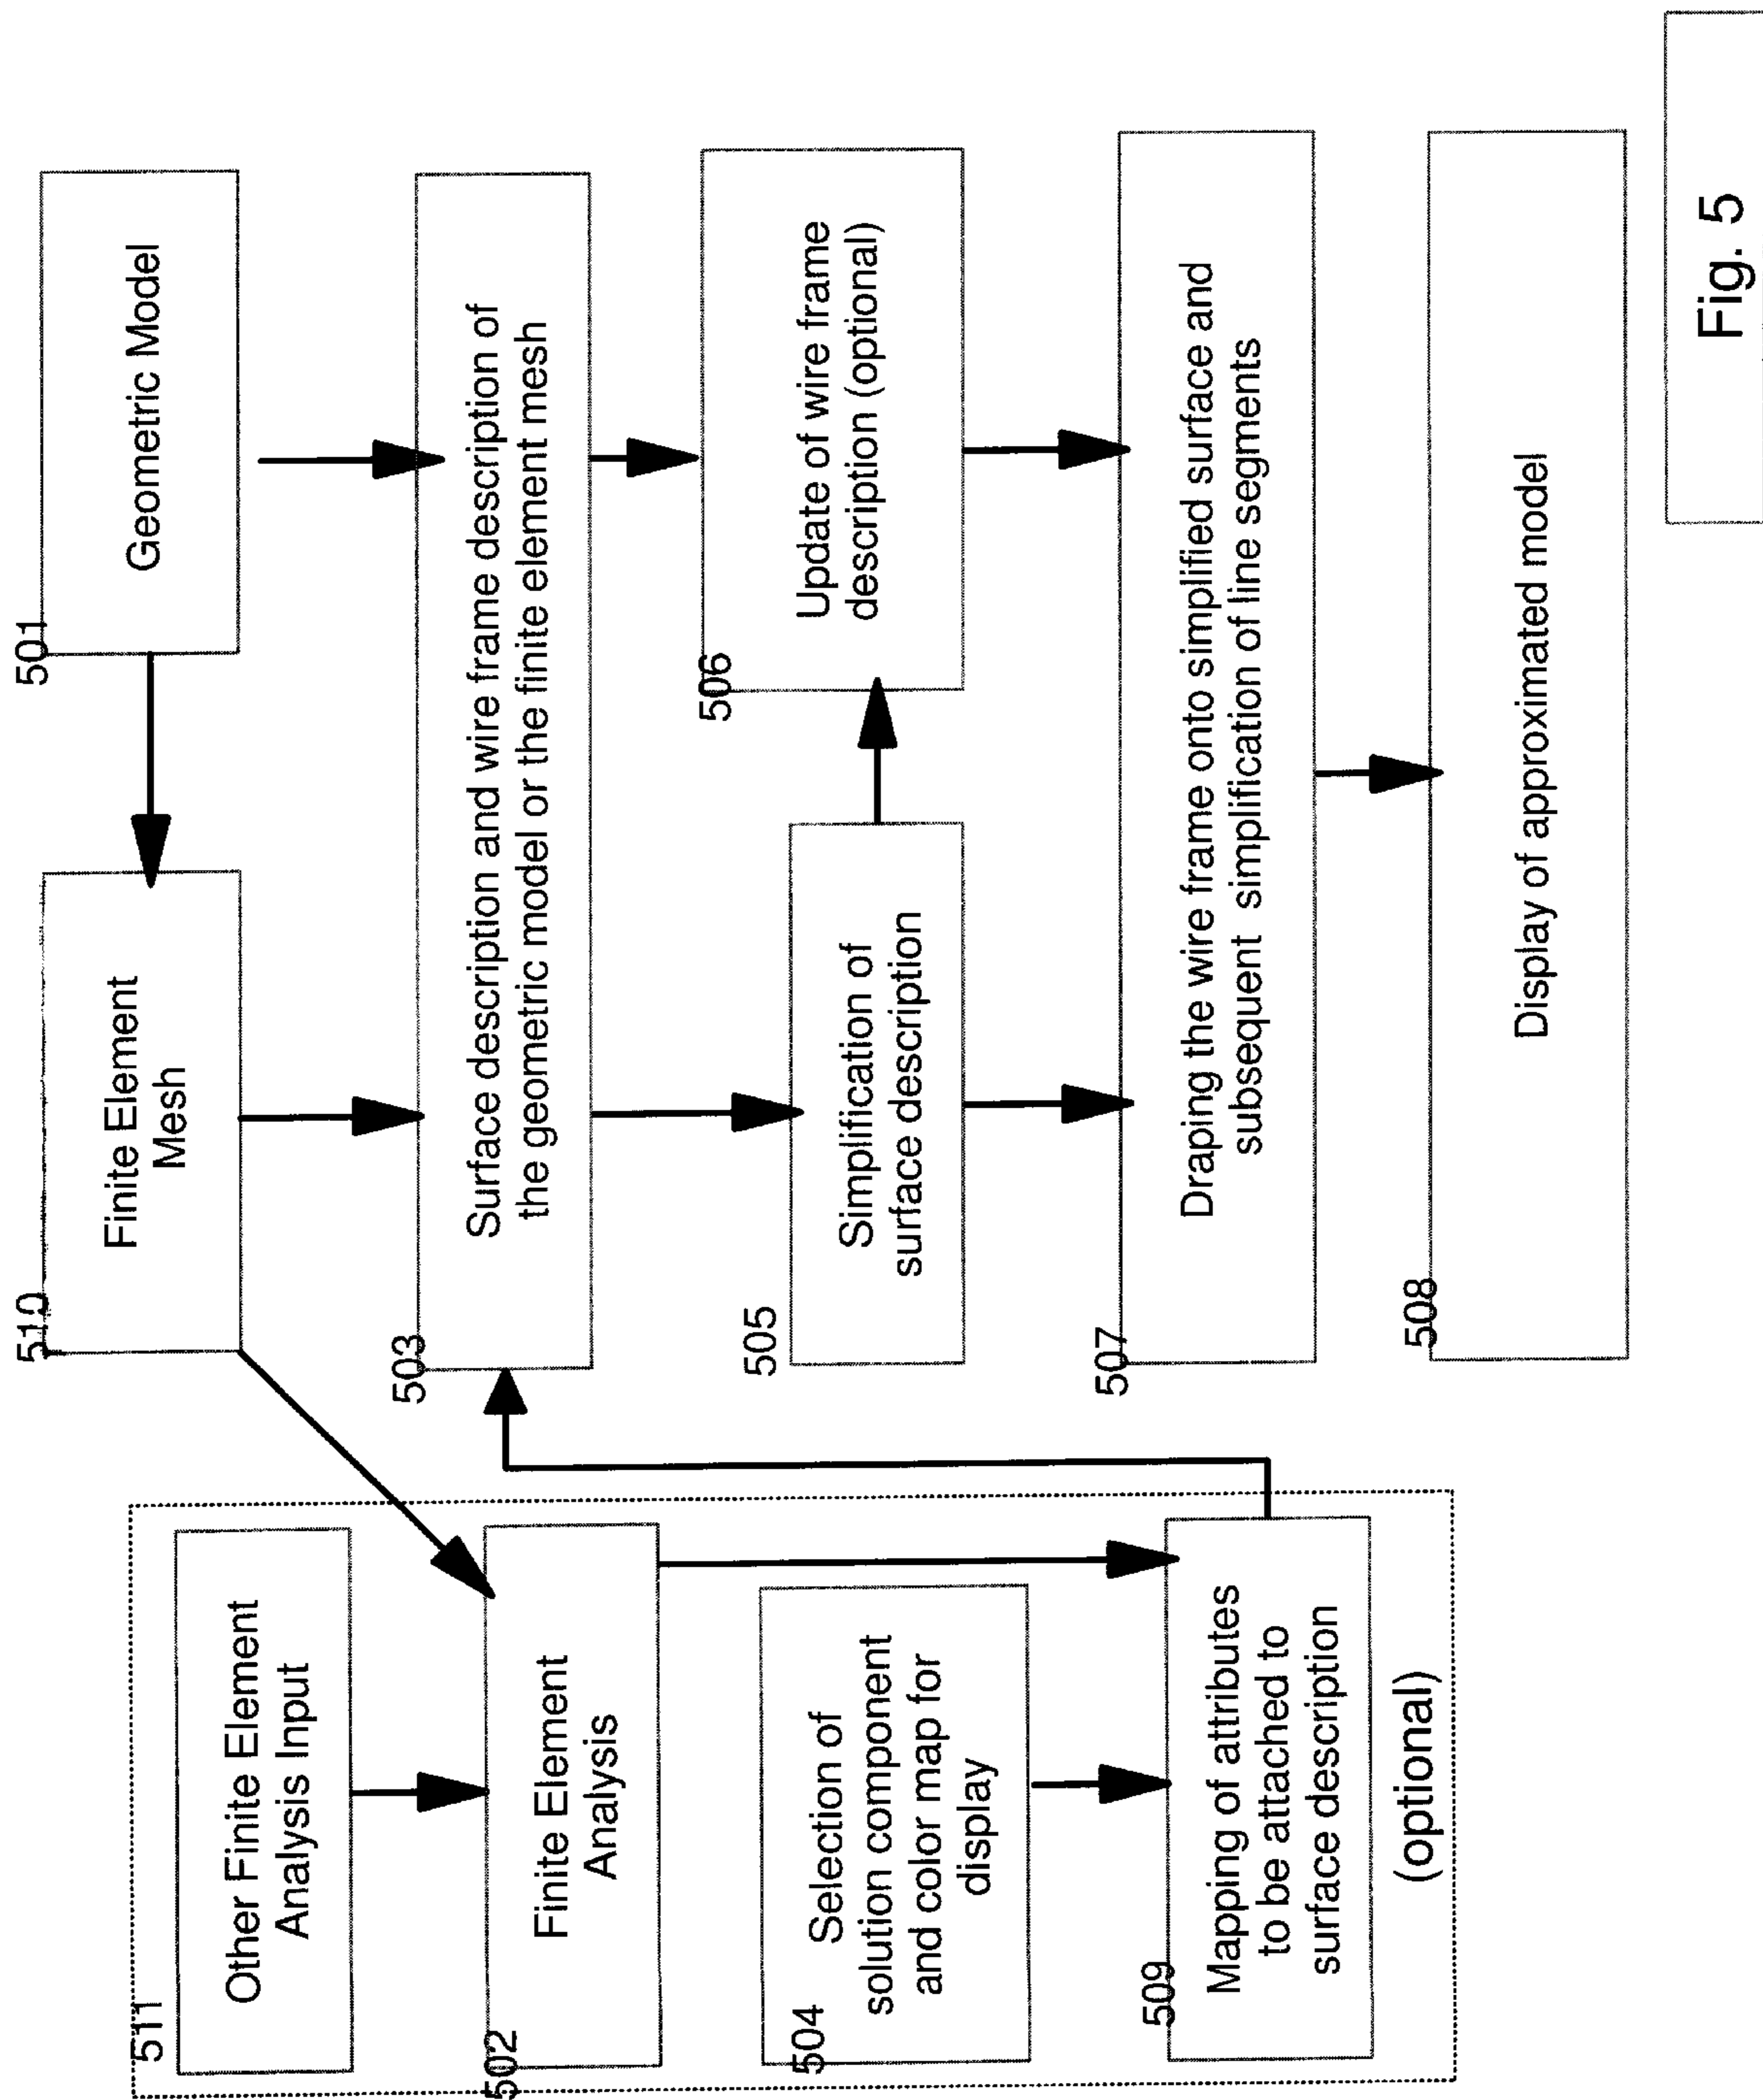 511
Other Finite Element
Analysis Input
502
Finite Element
Analysis
504
Selection of
solution component
and color map for
display
509
Mapping of attributes
to be attached to
surface description
(optional)
510
Finite Element
Mesh
501
Geometric Model
503
Surface description and wire frame description of
the geometric model or the finite element mesh
505
Simplification of
surface description
506
Update of wire frame
description (optional)
507
Draping the wire frame onto simplified surface and
subsequent simplification of line segments
508
Display of approximated model
Fig. 5